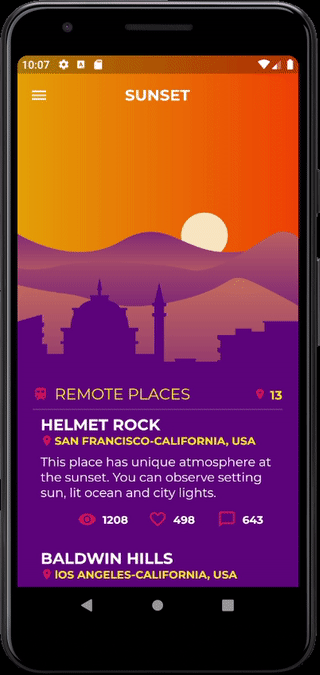 10:07
SUNSET
REMOTE PLACES 13
HELMET ROCK
SAN FRANCISCO-CALIFORNIA, USA
This place has unique atmosphere at
the sunset. You can observe setting
sun, lit ocean and city lights.
1208 498 643
BALDWIN HILLS
lOS ANGELES-CALIFORNIA, USA